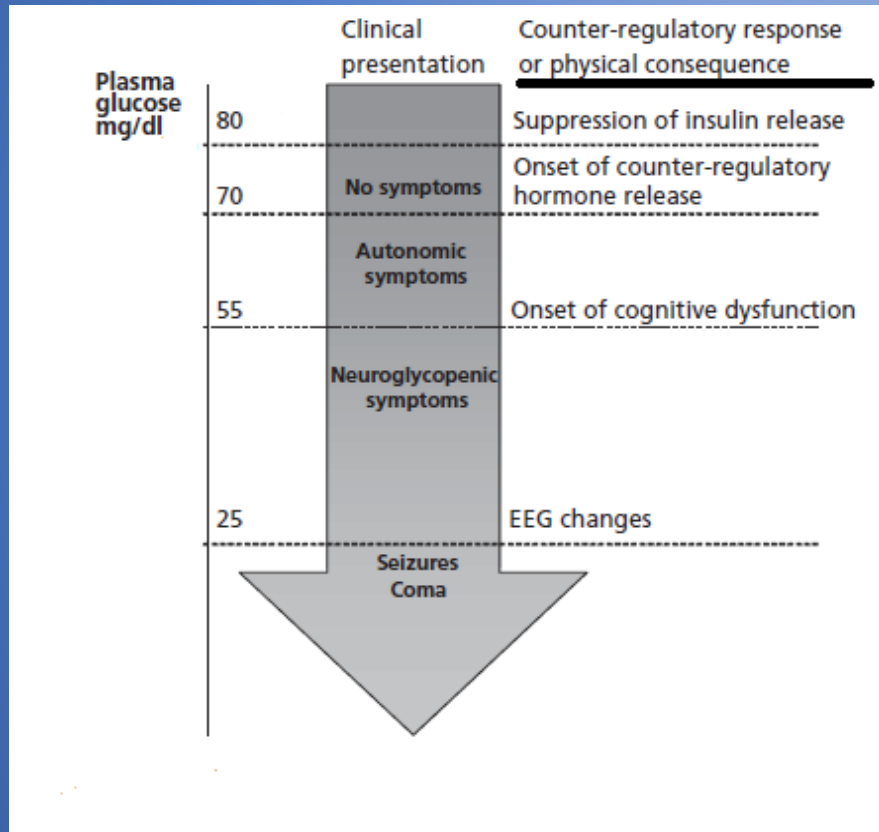 Clinical
presentation
Counter-regulatory response
or physical consequence
Plasma
glucose
mg/dl
80
Suppression of insulin release
No symptoms
70
Onset of counter-regulatory
hormone release
Autonomic
symptoms
55
Onset of cognitive dysfunction
Neuroglycopenic
symptoms
25
EEG changes
Seizures
Coma